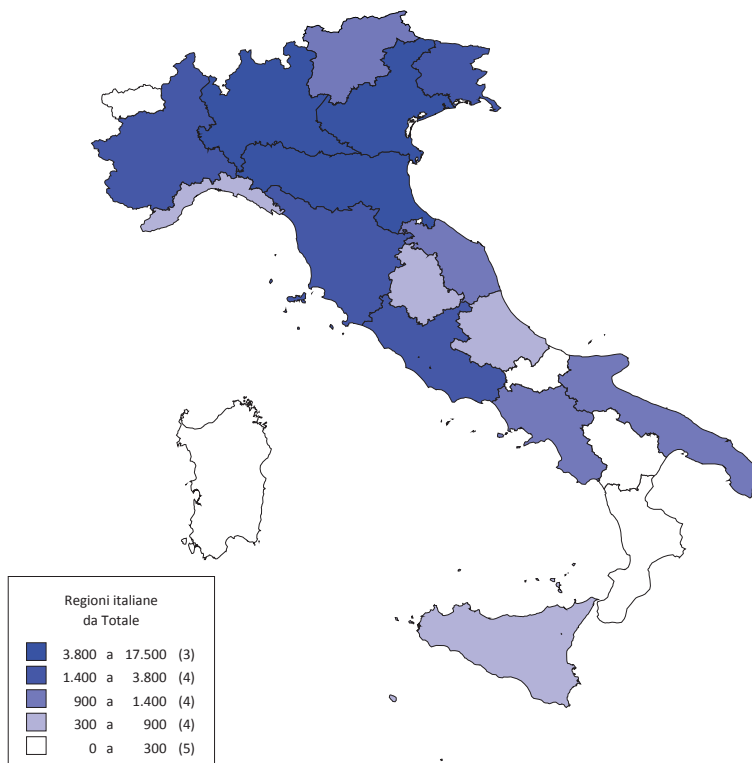 Regioni italiane
da Totale
3.800 a 17.500 (3)
1.400 a 3.800 (4)
900 a 1.400 (4)
300 a 900 (4)
0 a 300 (5)